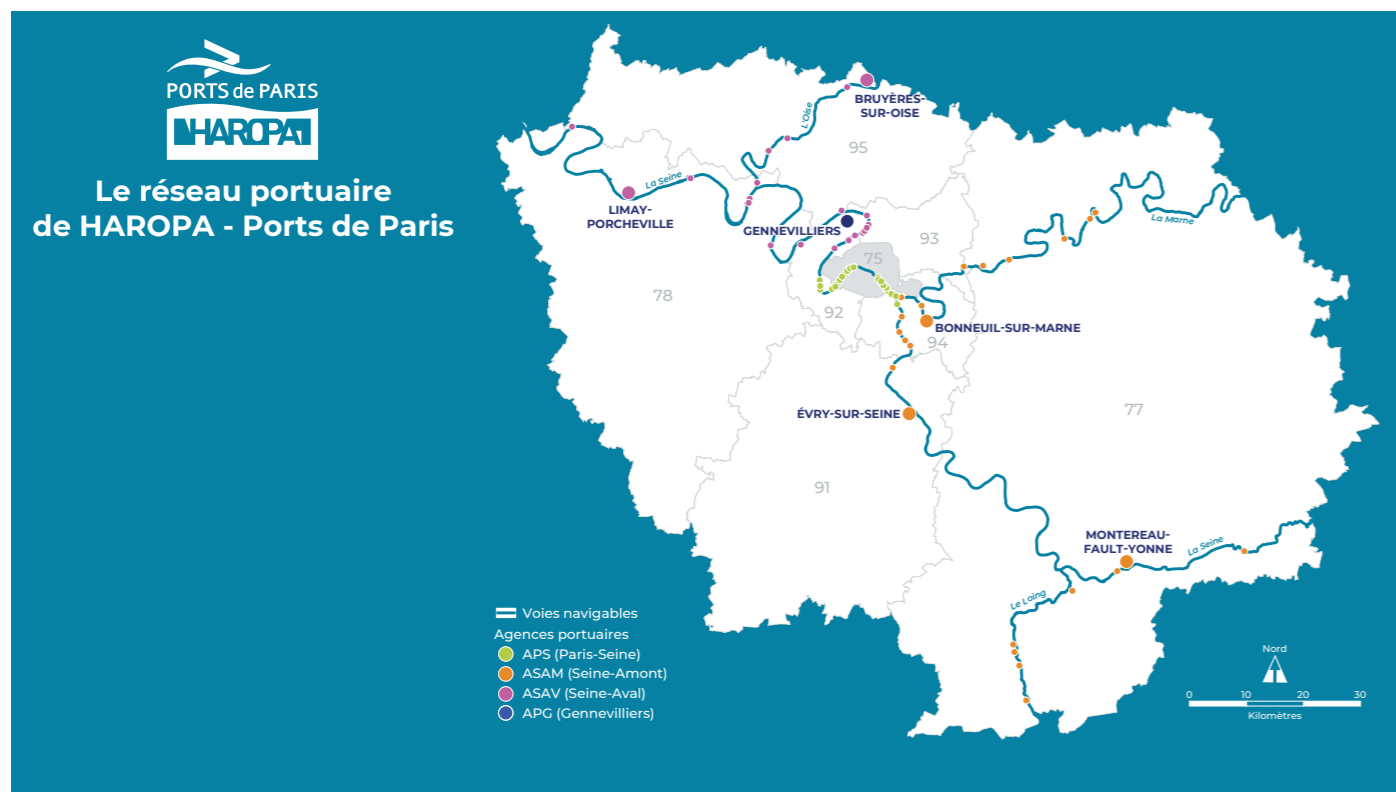 PORTS de PARIS
HAROPA
Le réseau portuaire
de HAROPA - Ports de Paris
BRUYÈRES-
SUR-OISE
L'Oise
95
La Seine
LIMAY-
PORCHEVILLE
GENNEVILLIERS
La Marne
93
75
78
92
BONNEUIL-SUR-MARNE
94
ÉVRY-SUR-SEINE
77
91
MONTEREAU-
FAULT-YONNE
La Seine
Le Loing
Voies navigables
Agences portuaires
APS (Paris-Seine)
ASAM (Seine-Amont)
ASAV (Seine-Aval)
APG (Gennevilliers)
Nord
0 10 20 30
Kilomètres